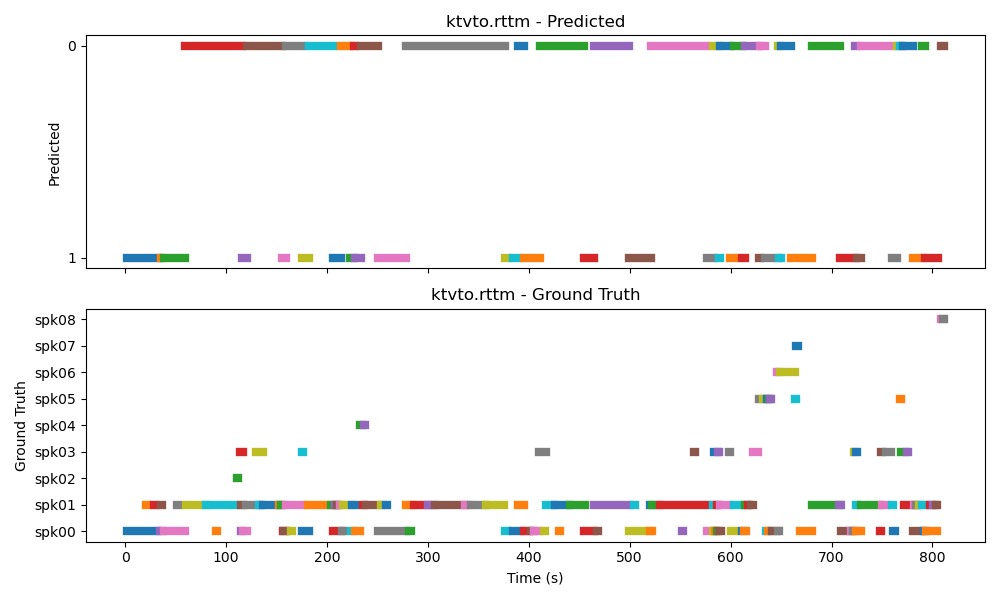 ktvto.rttm - Predicted
0
1
Predicted
ktvto.rttm - Ground Truth
spk08
spk07
spk06
spk05
spk04
spk03
spk02
spk01
spk00
Ground Truth
0 100 200 300 400 500 600 700 800
Time (s)